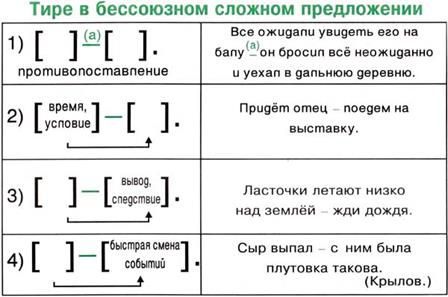 Тире в бессоюзном сложном предложении
1) [ ] (а) – [ ].
противопоставление
Все ожидали увидеть его на
балу (а) – он бросил всё неожиданно
и уехал в дальнюю деревню.
2) [время, условие] – [ ].
Придёт отец – поедем на
выставку.
3) [ ] – [вывод, следствие].
Ласточки летают низко
над землёй – жди дождя.
4) [ ] – [быстрая смена событий].
Сыр выпал – с ним была
плутовка такова.
(Крылов.)